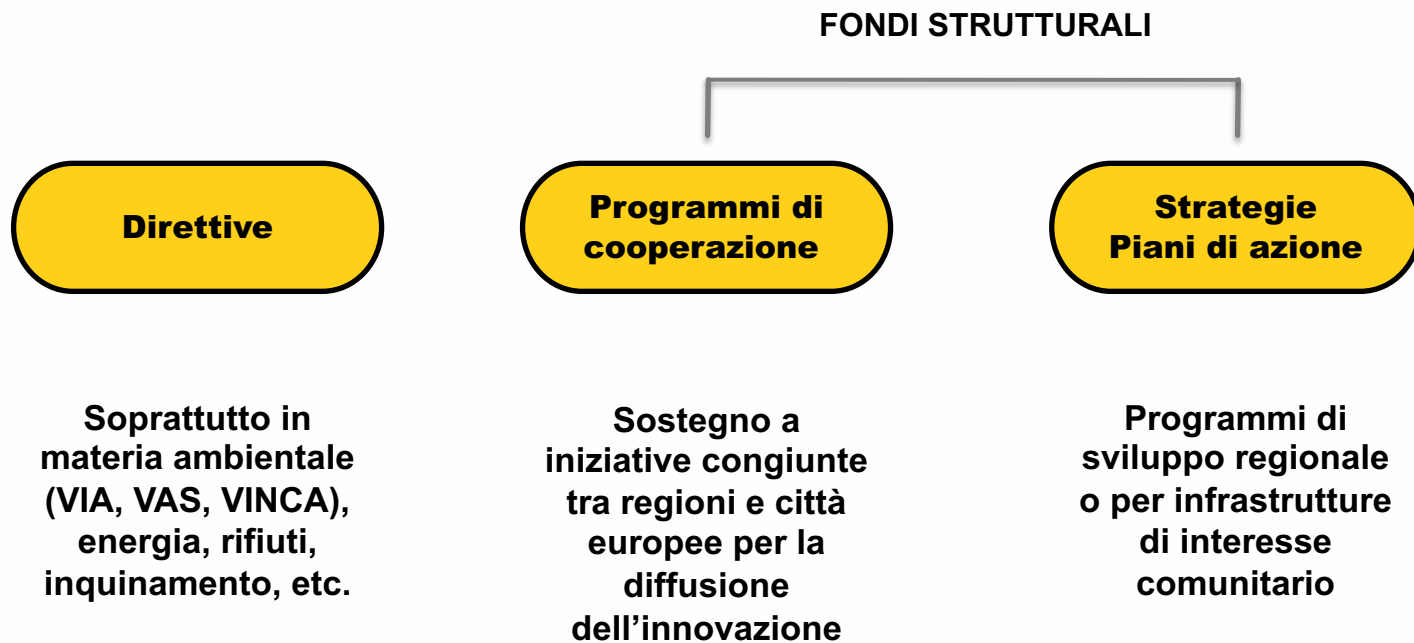 FONDI STRUTTURALI
Direttive
Programmi di
cooperazione
Strategie
Piani di azione
Soprattutto in
materia ambientale
(VIA, VAS, VINCA),
energia, rifiuti,
inquinamento, etc.
Sostegno a
iniziative congiunte
tra regioni e città
europee per la
diffusione
dell’innovazione
Programmi di
sviluppo regionale
o per infrastrutture
di interesse
comunitario